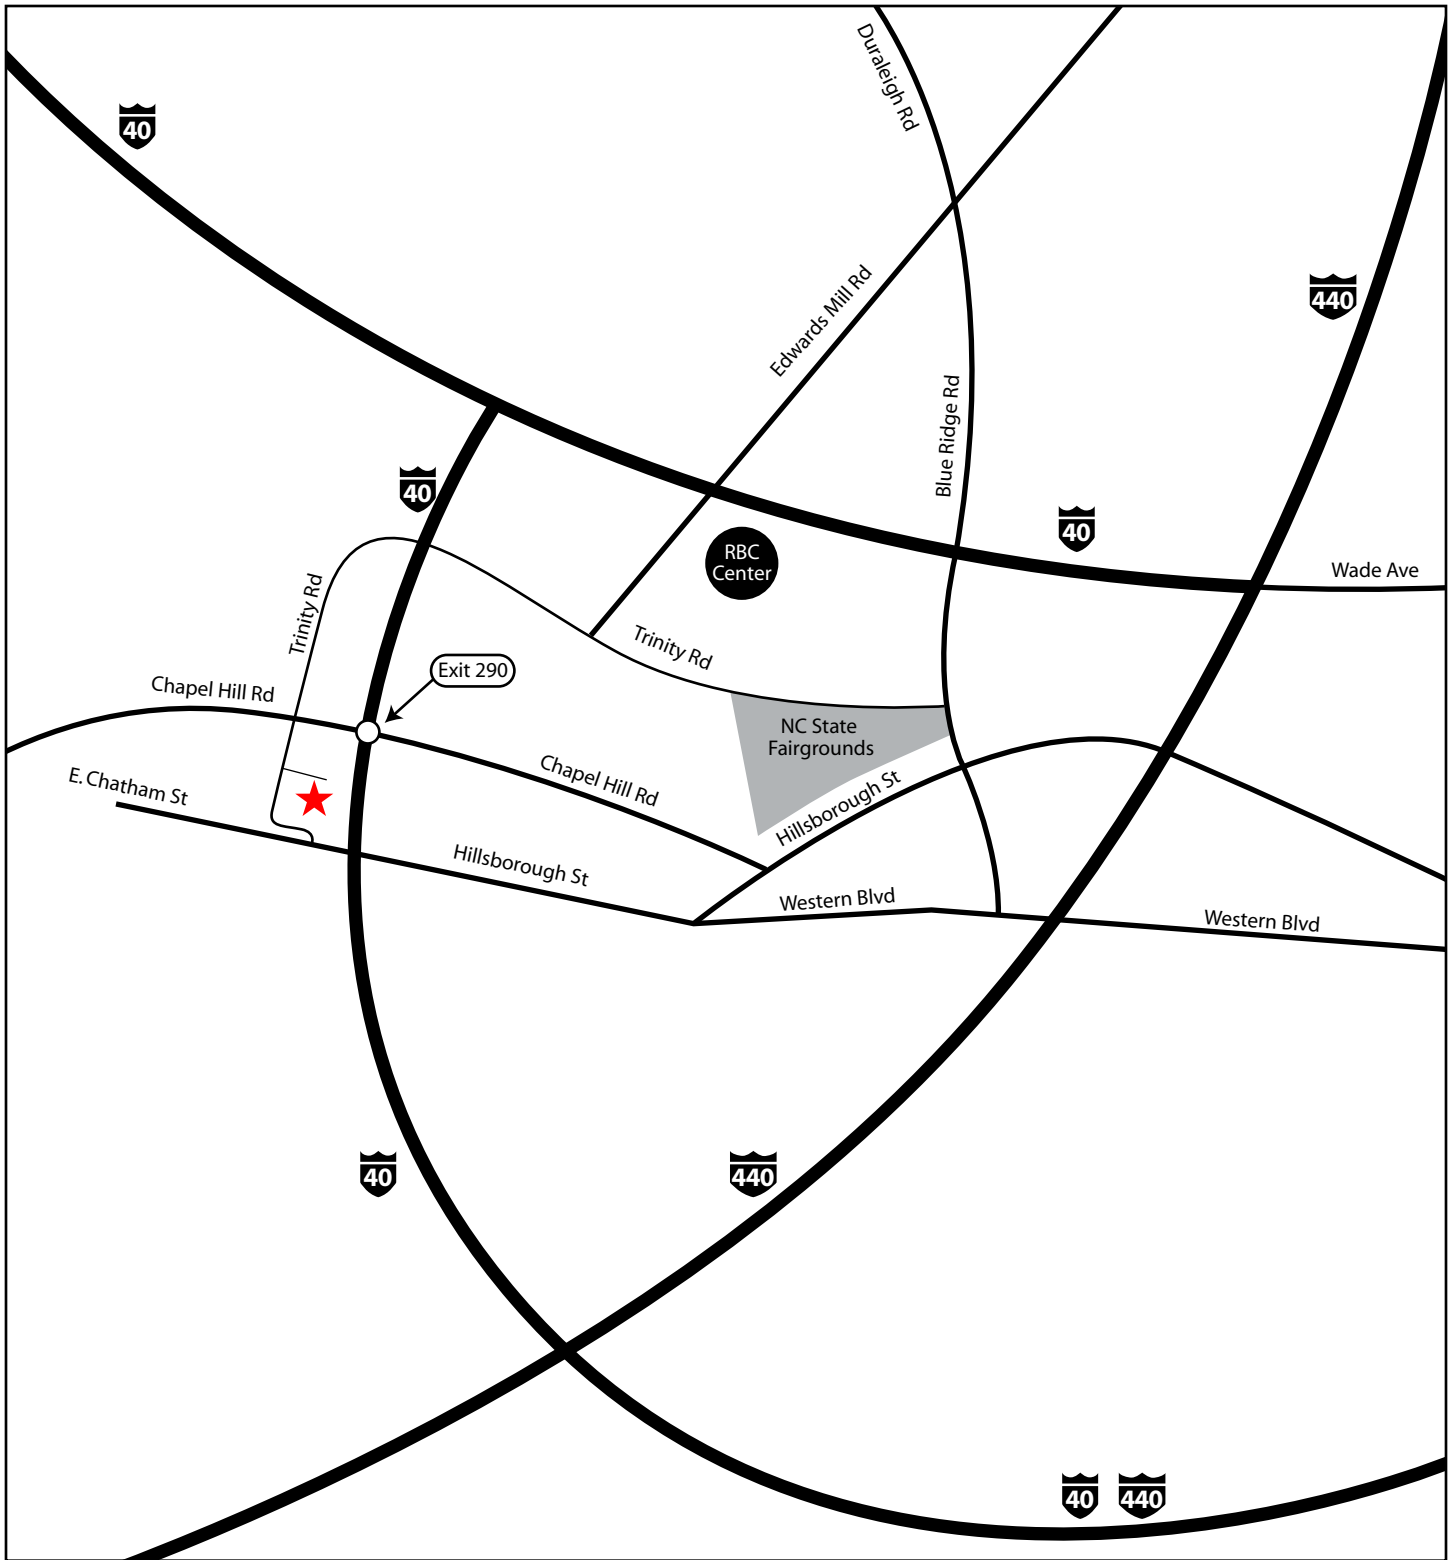 Duraleigh Rd
40
Edwards Mill Rd
440
Blue Ridge Rd
40
40
RBC
Center
Wade Ave
Trinity Rd
Trinity Rd
Exit 290
Chapel Hill Rd
NC State
Fairgrounds
Chapel Hill Rd
E. Chatham St
Hillsborough St
Hillsborough St
Western Blvd
Western Blvd
40
440
40
440